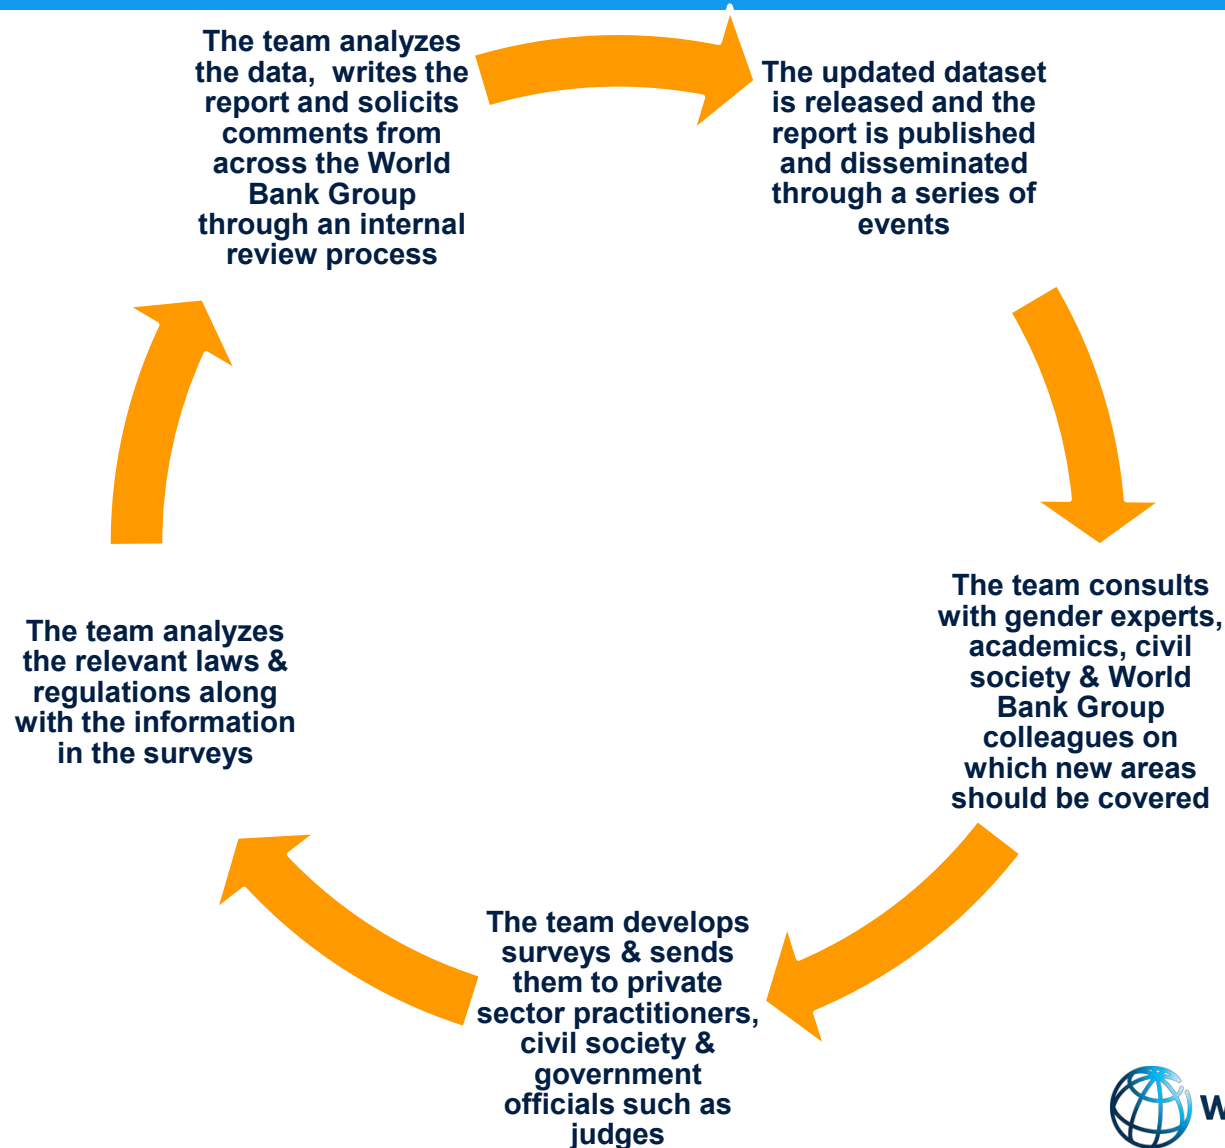 The team analyzes
the data,  writes the
report and solicits
comments from
across the World
Bank Group
through an internal
review process
The updated dataset
is released and the
report is published
and disseminated
through a series of
events
The team consults
with gender experts,
academics, civil
society & World
Bank Group
colleagues on
which new areas
should be covered
The team develops
surveys & sends
them to private
sector practitioners,
civil society &
government
officials such as
judges
The team analyzes
the relevant laws &
regulations along
with the information
in the surveys